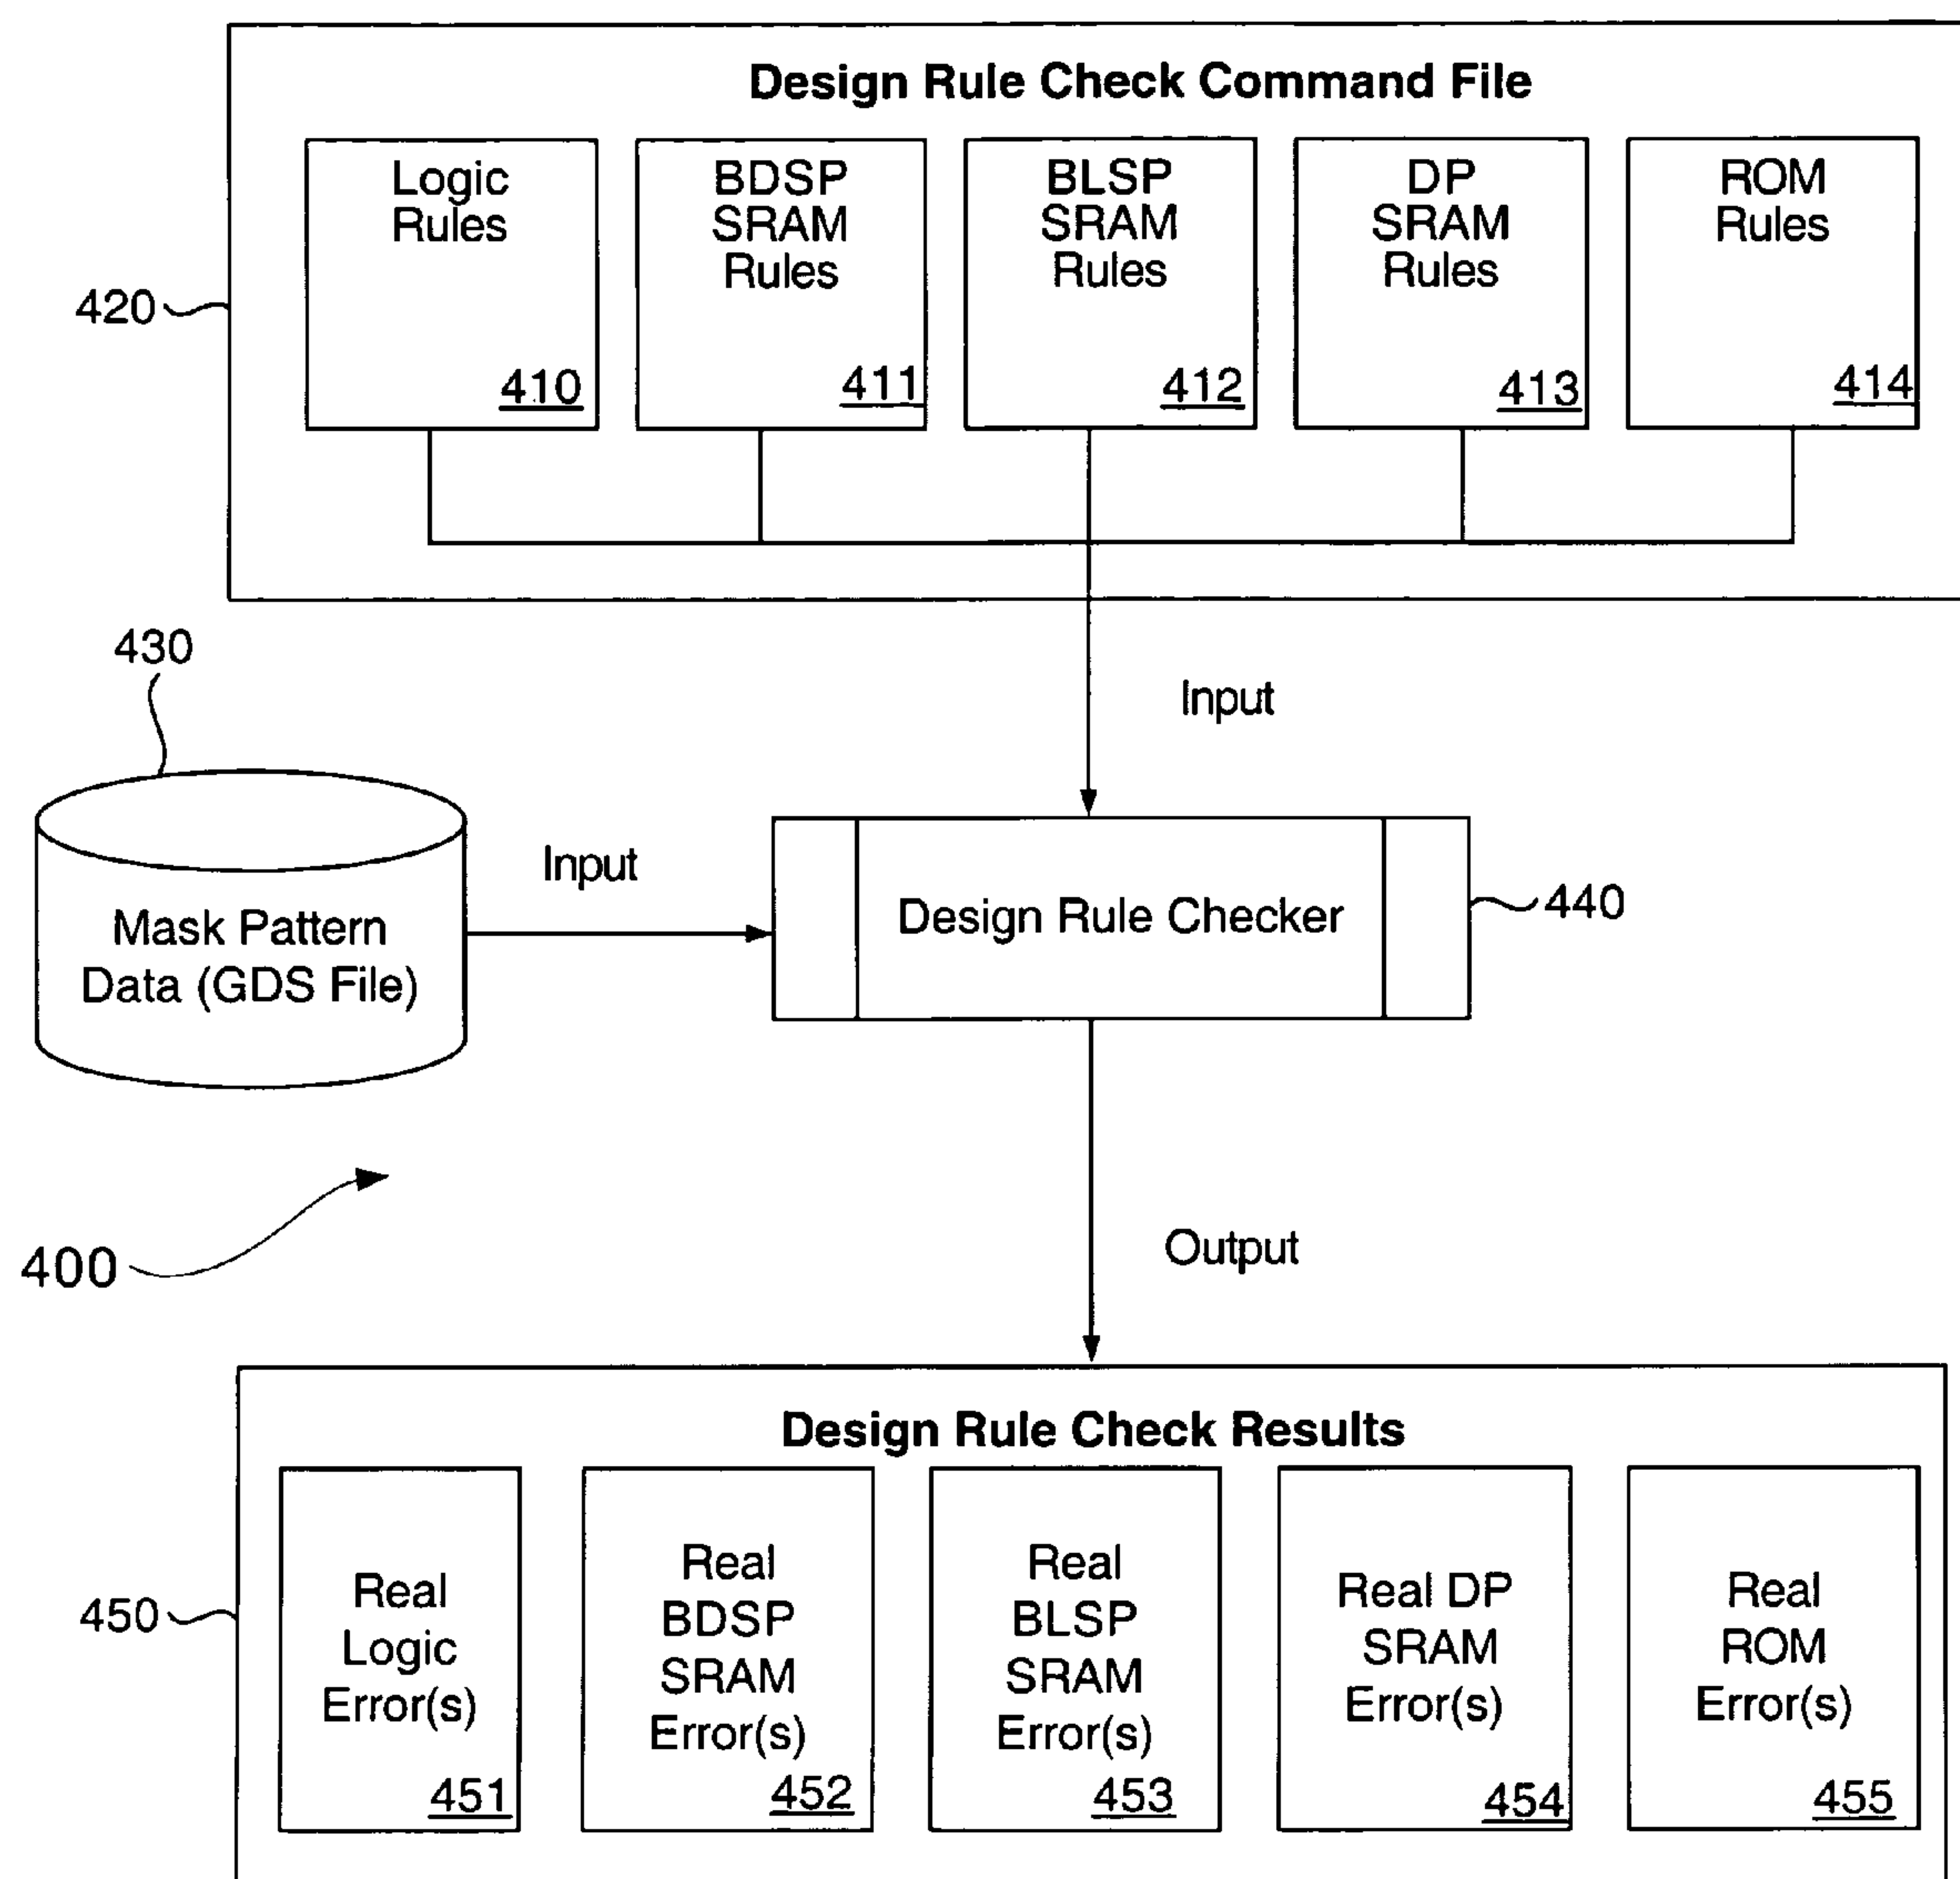 Design Rule Check Command File
Logic
Rules
410
BDSP
SRAM
Rules
411
BLSP
SRAM
Rules
412
DP
SRAM
Rules
413
ROM
Rules
414
420
430
Input
Mask Pattern
Data (GDS File)
Input
Design Rule Checker
440
400
Output
Design Rule Check Results
450
Real
Logic
Error(s)
451
Real
BDSP
SRAM
Error(s)
452
Real
BLSP
SRAM
Error(s)
453
Real DP
SRAM
Error(s)
454
Real
ROM
Error(s)
455